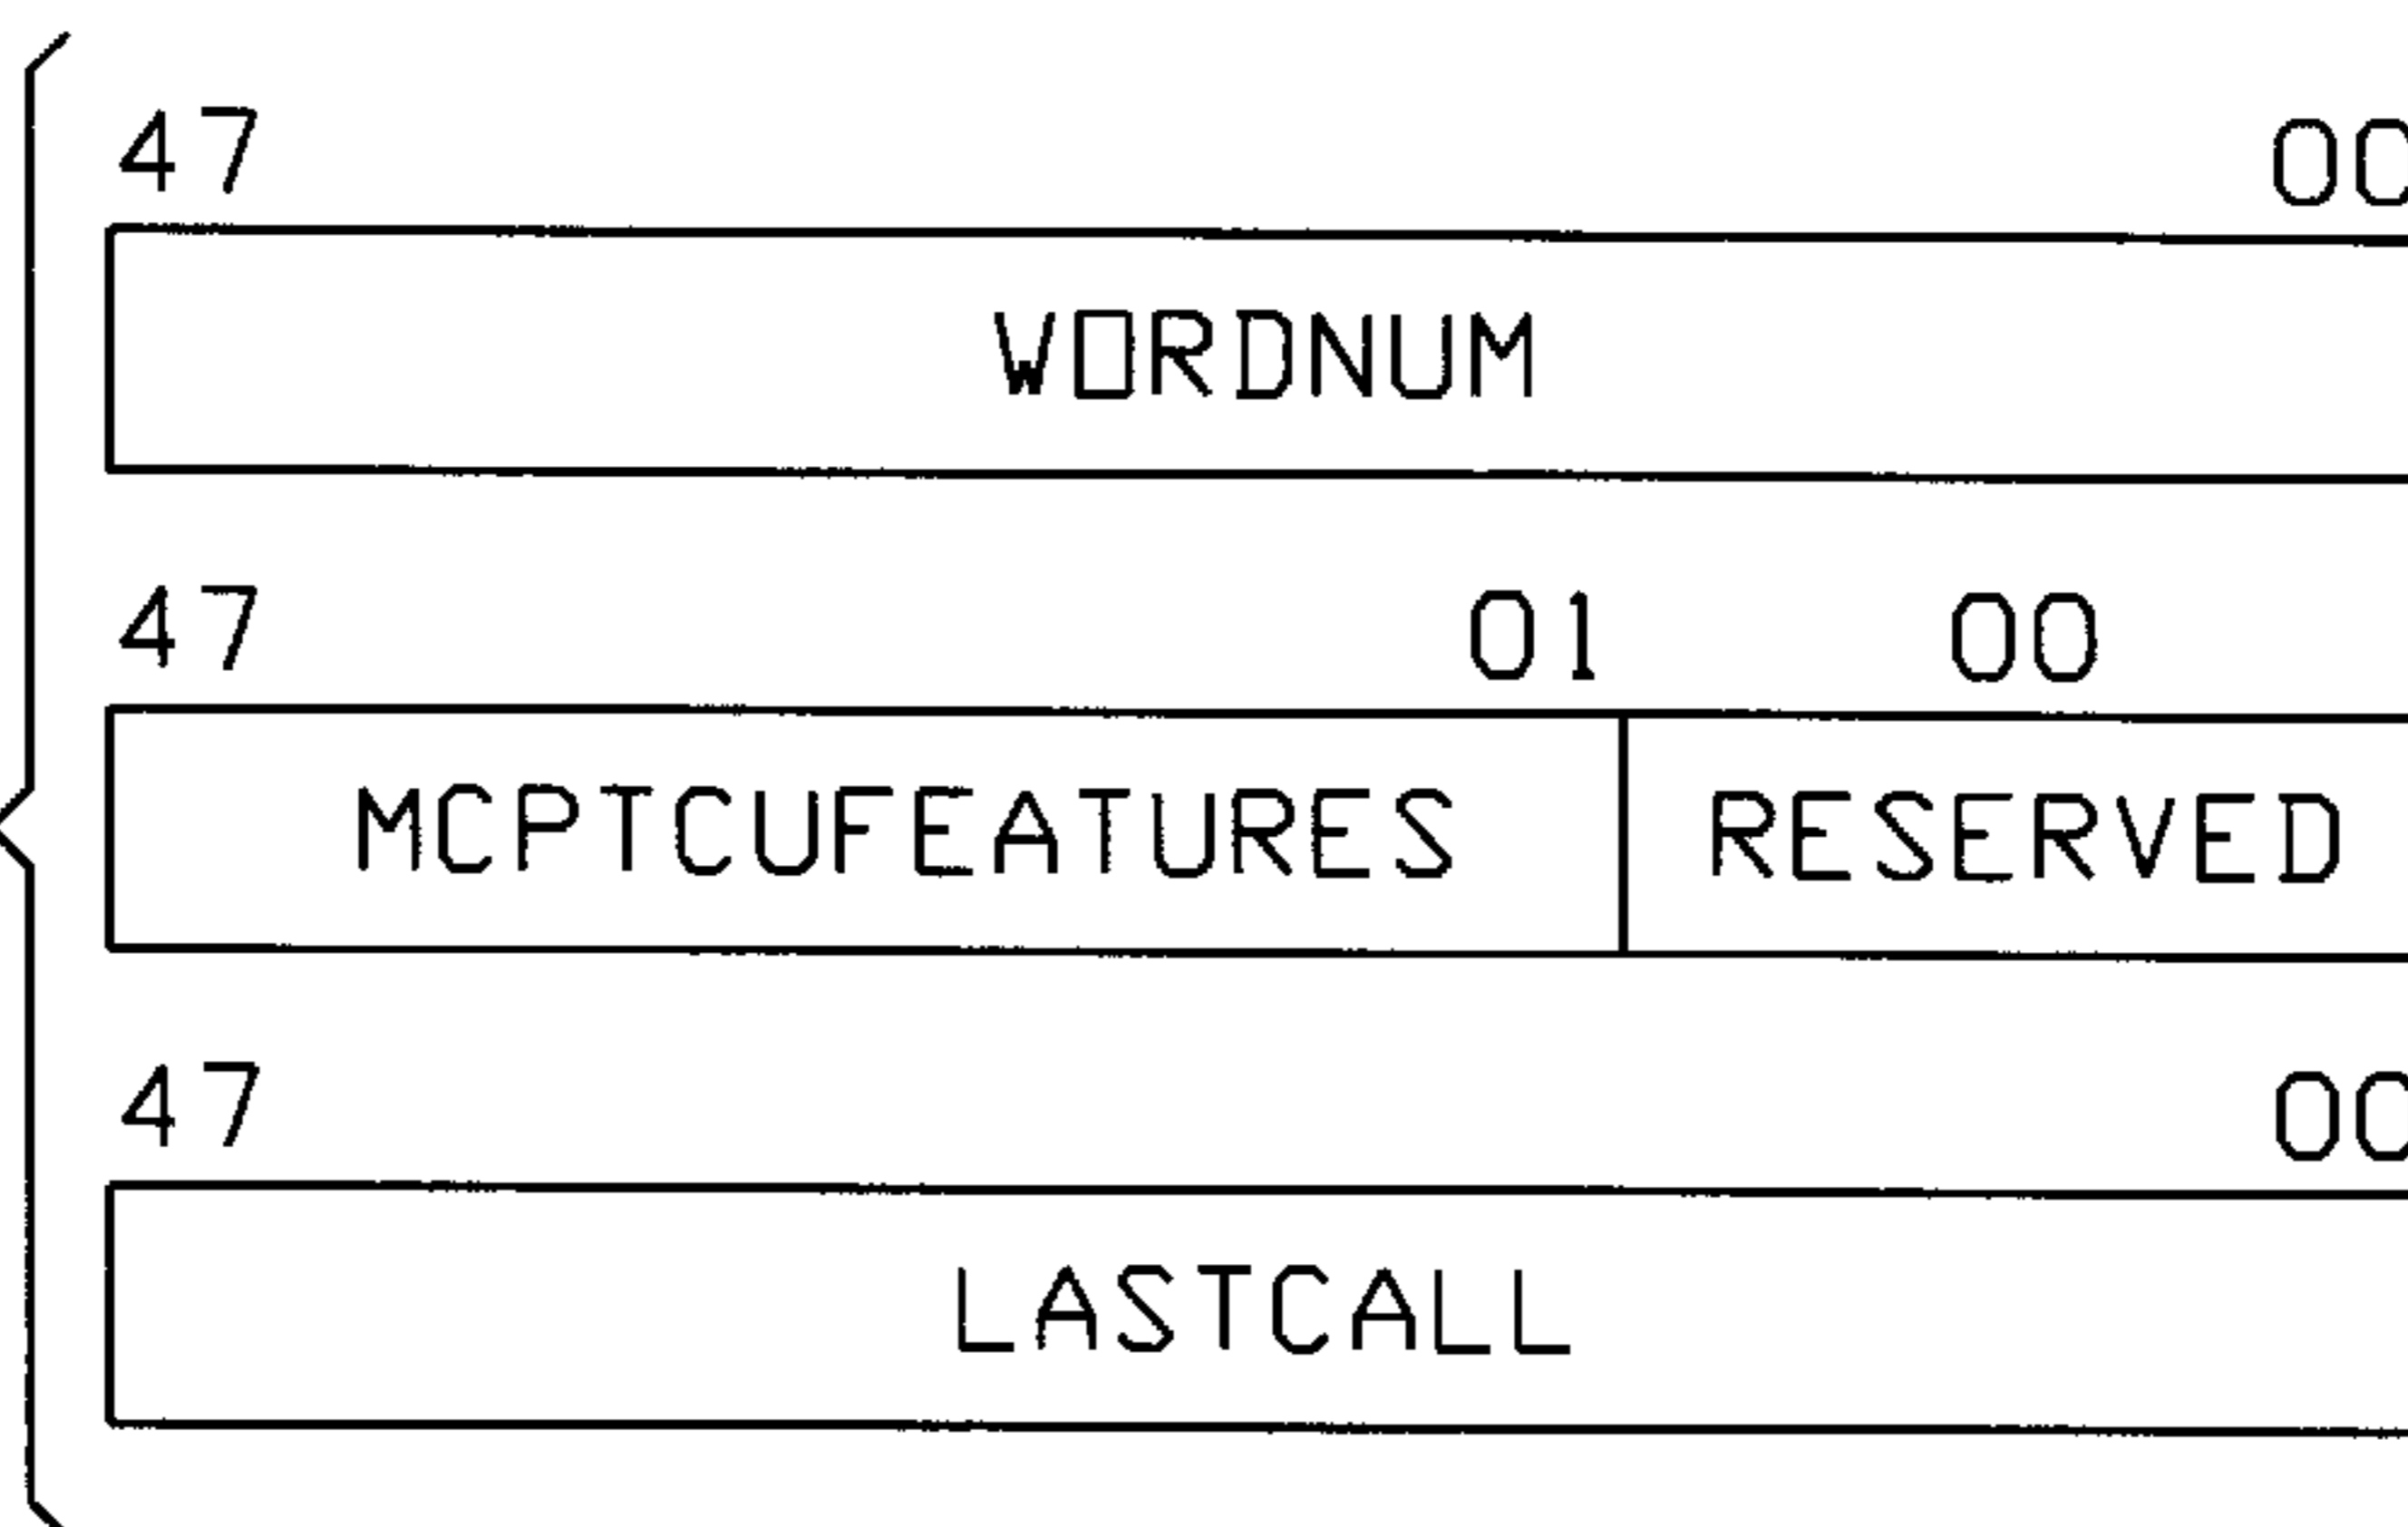 47 00
WORDNUM
47 01 00
MCPTCUFEATURES RESERVED
47 00
LASTCALL